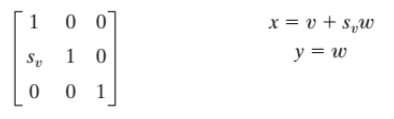 1 0 0
s_v 1 0
0 0 1
x = v + s_v w
y = w